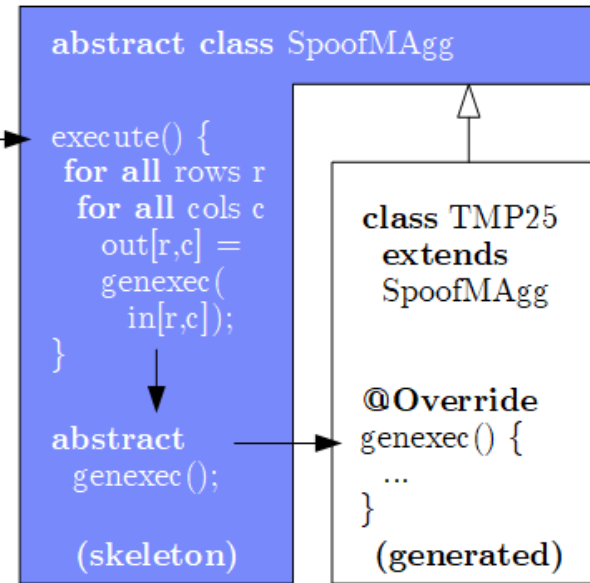 abstract class SpoofMAgg
execute() {
for all rows r
for all cols c
out[r,c] =
genexec(
in[r,c]);
}
abstract
genexec();
(skeleton)
class TMP25
extends
SpoofMAgg
@Override
genexec() {
...
}
(generated)